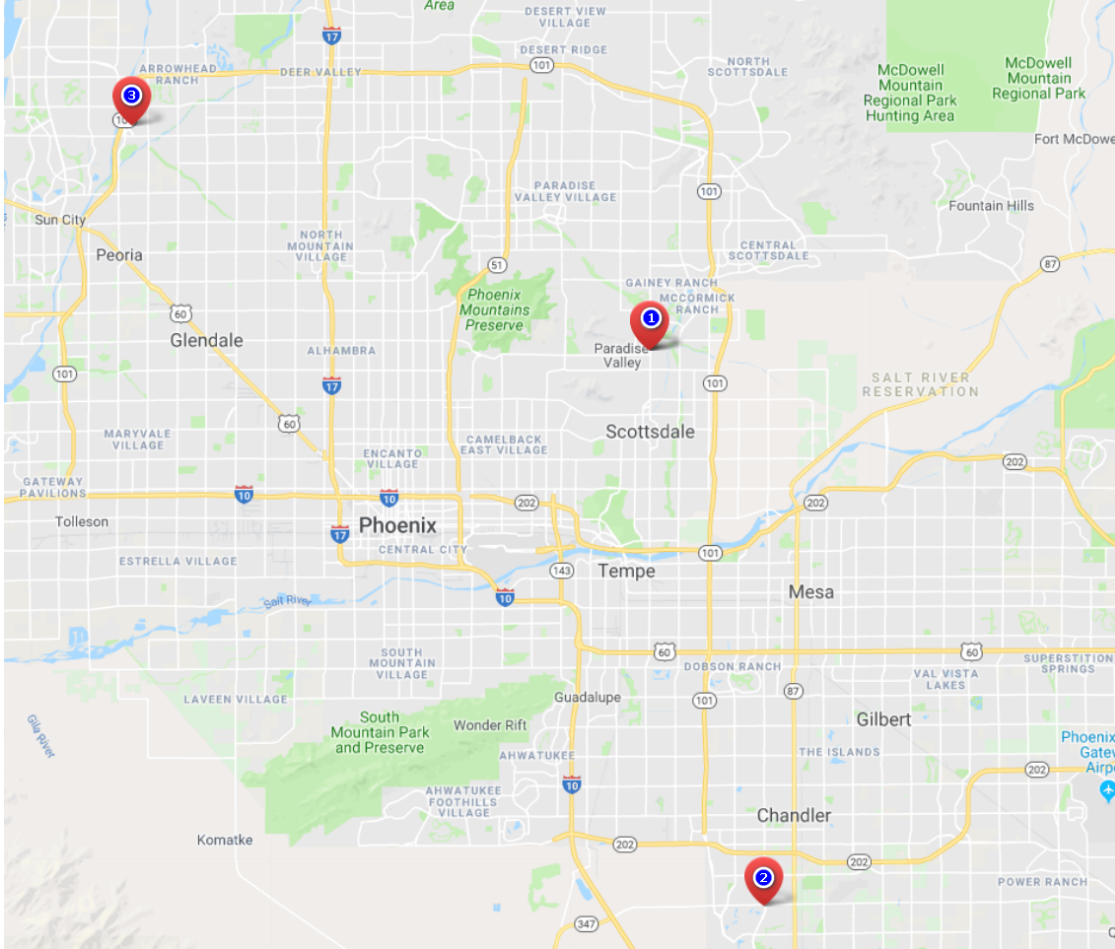 Area
DESERT VIEW
VILLAGE
17
DESERT RIDGE
ARROWHEAD
RANCH
DEER VALLEY
101
NORTH
SCOTTSDALE
McDowell
Mountain
Regional Park
Hunting Area
McDowell
Mountain
Regional Park
3
Fort McDowe
PARADISE
VALLEY VILLAGE
101
Fountain Hills
Sun City
Peoria
NORTH
MOUNTAIN
VILLAGE
51
CENTRAL
SCOTTSDALE
87
GAINEY RANCH
MCCORMICK
RANCH
Phoenix
Mountains
Preserve
60
1
Glendale
ALHAMBRA
Paradise
Valley
101
17
101
SALT RIVER
RESERVATION
60
MARYVALE
VILLAGE
CAMELBACK
EAST VILLAGE
Scottsdale
ENCANTO
VILLAGE
202
GATEWAY
PAVILIONS
10
10
202
202
Tolleson
Phoenix
17
CENTRAL CITY
101
ESTRELLA VILLAGE
143
Tempe
Mesa
Salt River
10
SOUTH
MOUNTAIN
VILLAGE
60
60
DOBSON RANCH
SUPERSTITION
SPRINGS
VAL VISTA
LAKES
LAVEEN VILLAGE
Guadalupe
101
87
Gila River
South
Mountain Park
and Preserve
Wonder Rift
Gilbert
AHWATUKEE
THE ISLANDS
Phoenix
Gatew
Airpo
202
10
AHWATUKEE
FOOTHILLS
VILLAGE
Chandler
Komatke
202
202
2
POWER RANCH
347